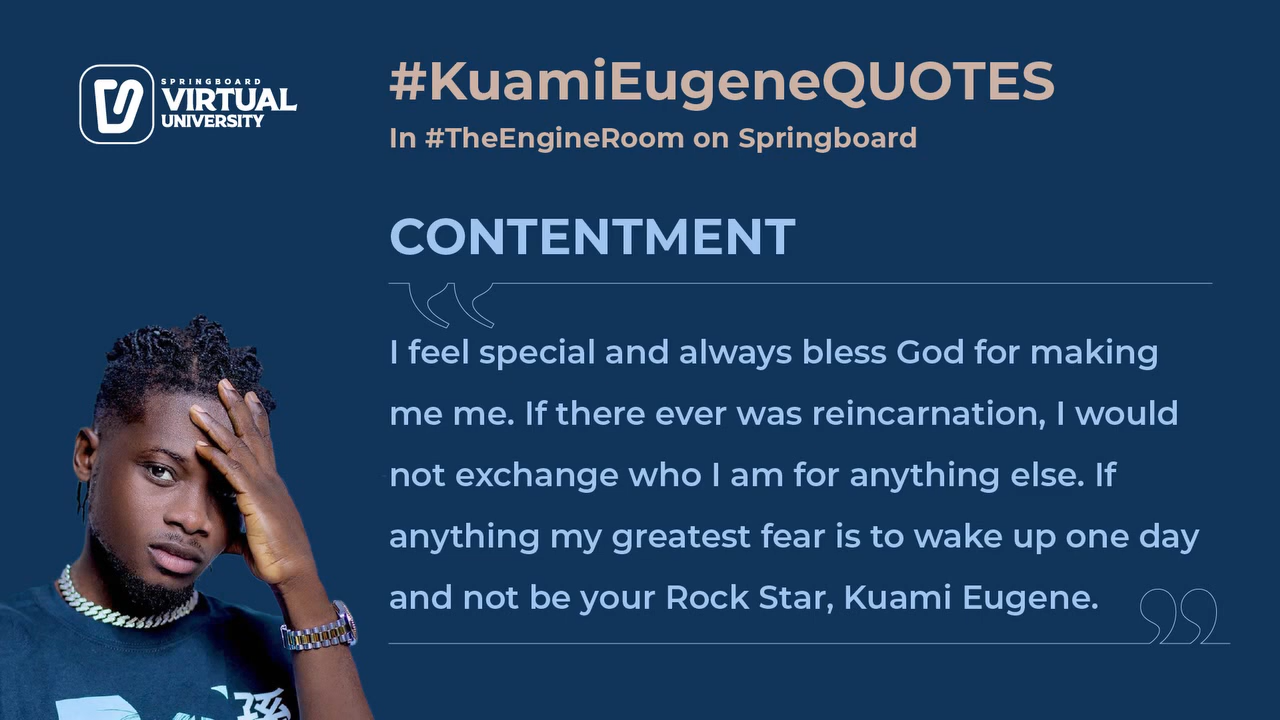 SPRINGBOARD
VIRTUAL
UNIVERSITY
#KuamiEugeneQUOTES
In #TheEngineRoom on Springboard
CONTENTMENT
“
I feel special and always bless God for making
me me. If there ever was reincarnation, I would
not exchange who I am for anything else. If
anything my greatest fear is to wake up one day
and not be your Rock Star, Kuami Eugene.
”